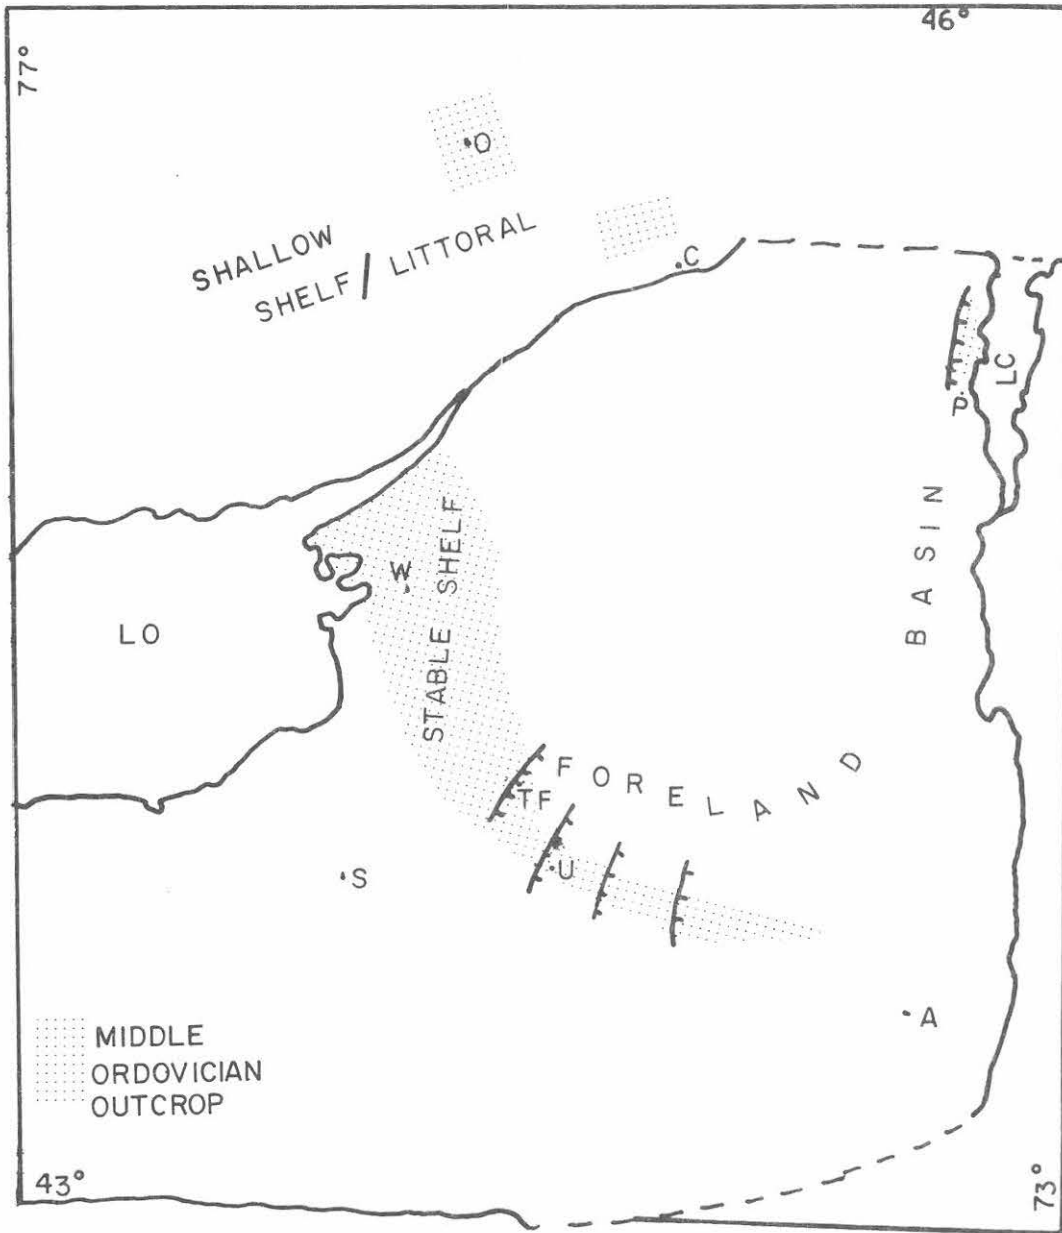 46°
77°
O
SHALLOW
SHELF / LITTORAL
C
LC
P
W
STABLE SHELF
BASIN
LO
FORELAND
TF
U
S
A
MIDDLE
ORDOVICIAN
OUTCROP
43°
73°